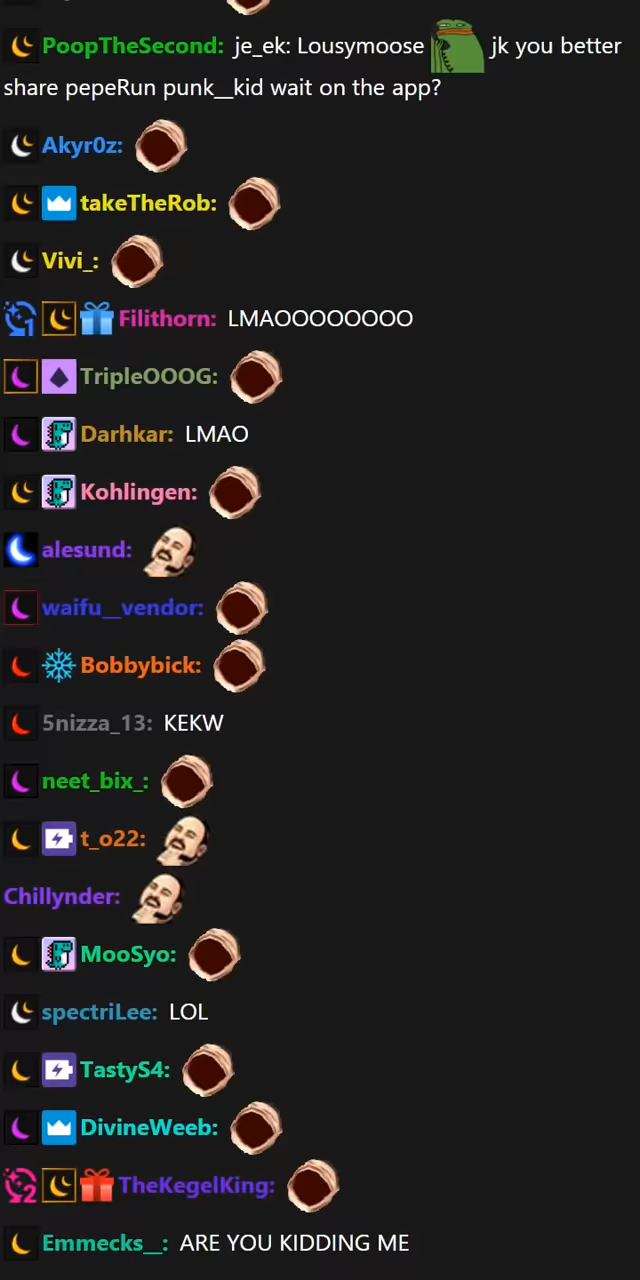 PoopTheSecond: je_ek: Lousymoose jk you better
share pepeRun punk__kid wait on the app?
Akyr0z:
takeTheRob:
Vivi_:
Filithorn: LMAOOOOOOOO
TripleOOOG:
Darhkar: LMAO
Kohlingen:
alesund:
waifu__vendor:
Bobbybick:
5nizza_13: KEKW
neet_bix_:
t_o22:
Chillynder:
MooSyo:
spectriLee: LOL
TastyS4:
DivineWeeb:
2 TheKegelKing:
Emmecks__: ARE YOU KIDDING ME